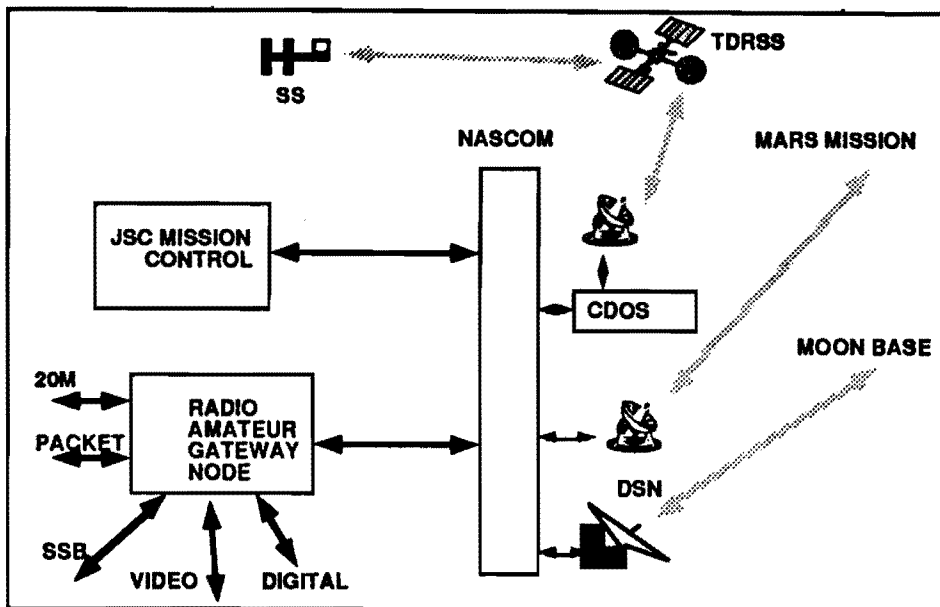 TDRSS
SS
NASCOM
MARS MISSION
JSC MISSION
CONTROL
CDOS
MOON BASE
20M
PACKET
RADIO
AMATEUR
GATEWAY
NODE
DSN
SSB
VIDEO
DIGITAL